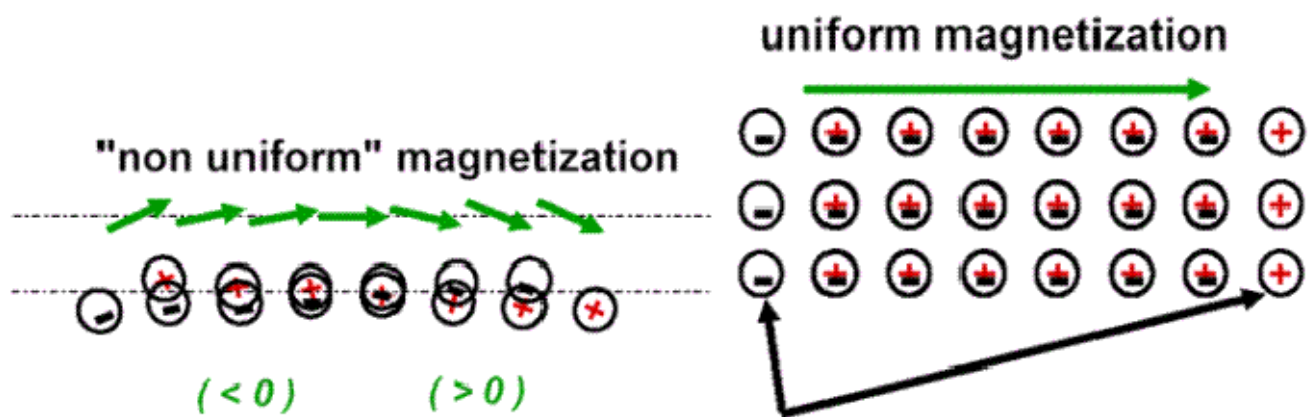 uniform magnetization
"non uniform" magnetization
- + - + - + - + - + - + - +
- + - + - + - + - + - + - +
- + - + - + - + - + - + - +
- + - + - + - + - + - + - +
( < 0 ) ( > 0 )